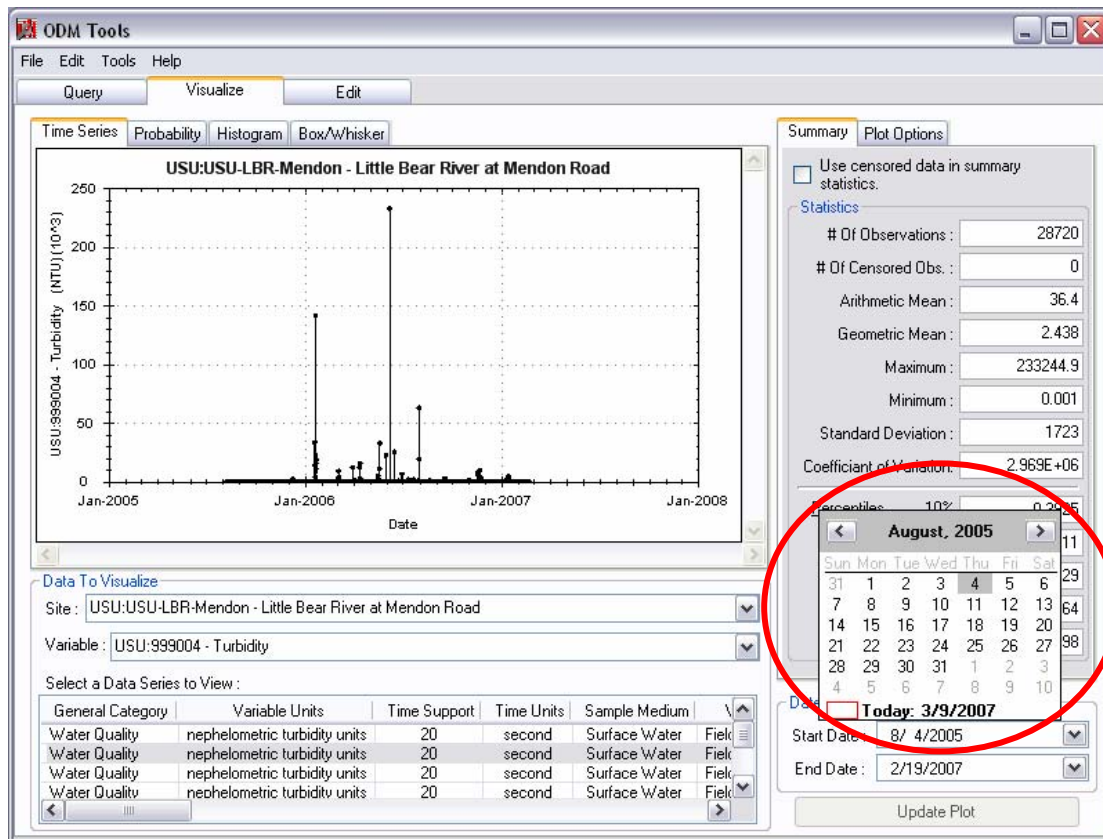 ODM Tools
File Edit Tools Help
Query Visualize Edit
Time Series Probability Histogram Box/Whisker
USU:USU-LBR-Mendon - Little Bear River at Mendon Road
USU:999004 - Turbidity (NTU)(10^3)
250
200
150
100
50
0
Jan-2005 Jan-2006 Jan-2007 Jan-2008
Date
Data To Visualize
Site : USU:USU-LBR-Mendon - Little Bear River at Mendon Road
Variable : USU:999004 - Turbidity
Select a Data Series to View :
General Category Variable Units Time Support Time Units Sample Medium
Water Quality nephelometric turbidity units 20 second Surface Water Field
Water Quality nephelometric turbidity units 20 second Surface Water Field
Water Quality nephelometric turbidity units 20 second Surface Water Field
Water Quality nephelometric turbidity units 20 second Surface Water Field
Summary Plot Options
Use censored data in summary
statistics.
Statistics
# Of Observations : 28720
# Of Censored Obs. : 0
Arithmetic Mean : 36.4
Geometric Mean : 2.438
Maximum : 233244.9
Minimum : 0.001
Standard Deviation : 1723
Coefficiant of Variation: 2.969E+06
Percentiles 10%
11
29
64
98
August, 2005
Sun Mon Tue Wed Thu Fri Sat
31 1 2 3 4 5 6
7 8 9 10 11 12 13
14 15 16 17 18 19 20
21 22 23 24 25 26 27
28 29 30 31 1 2 3
4 5 6 7 8 9 10
Today: 3/9/2007
Date
Start Date : 8/ 4/2005
End Date : 2/19/2007
Update Plot